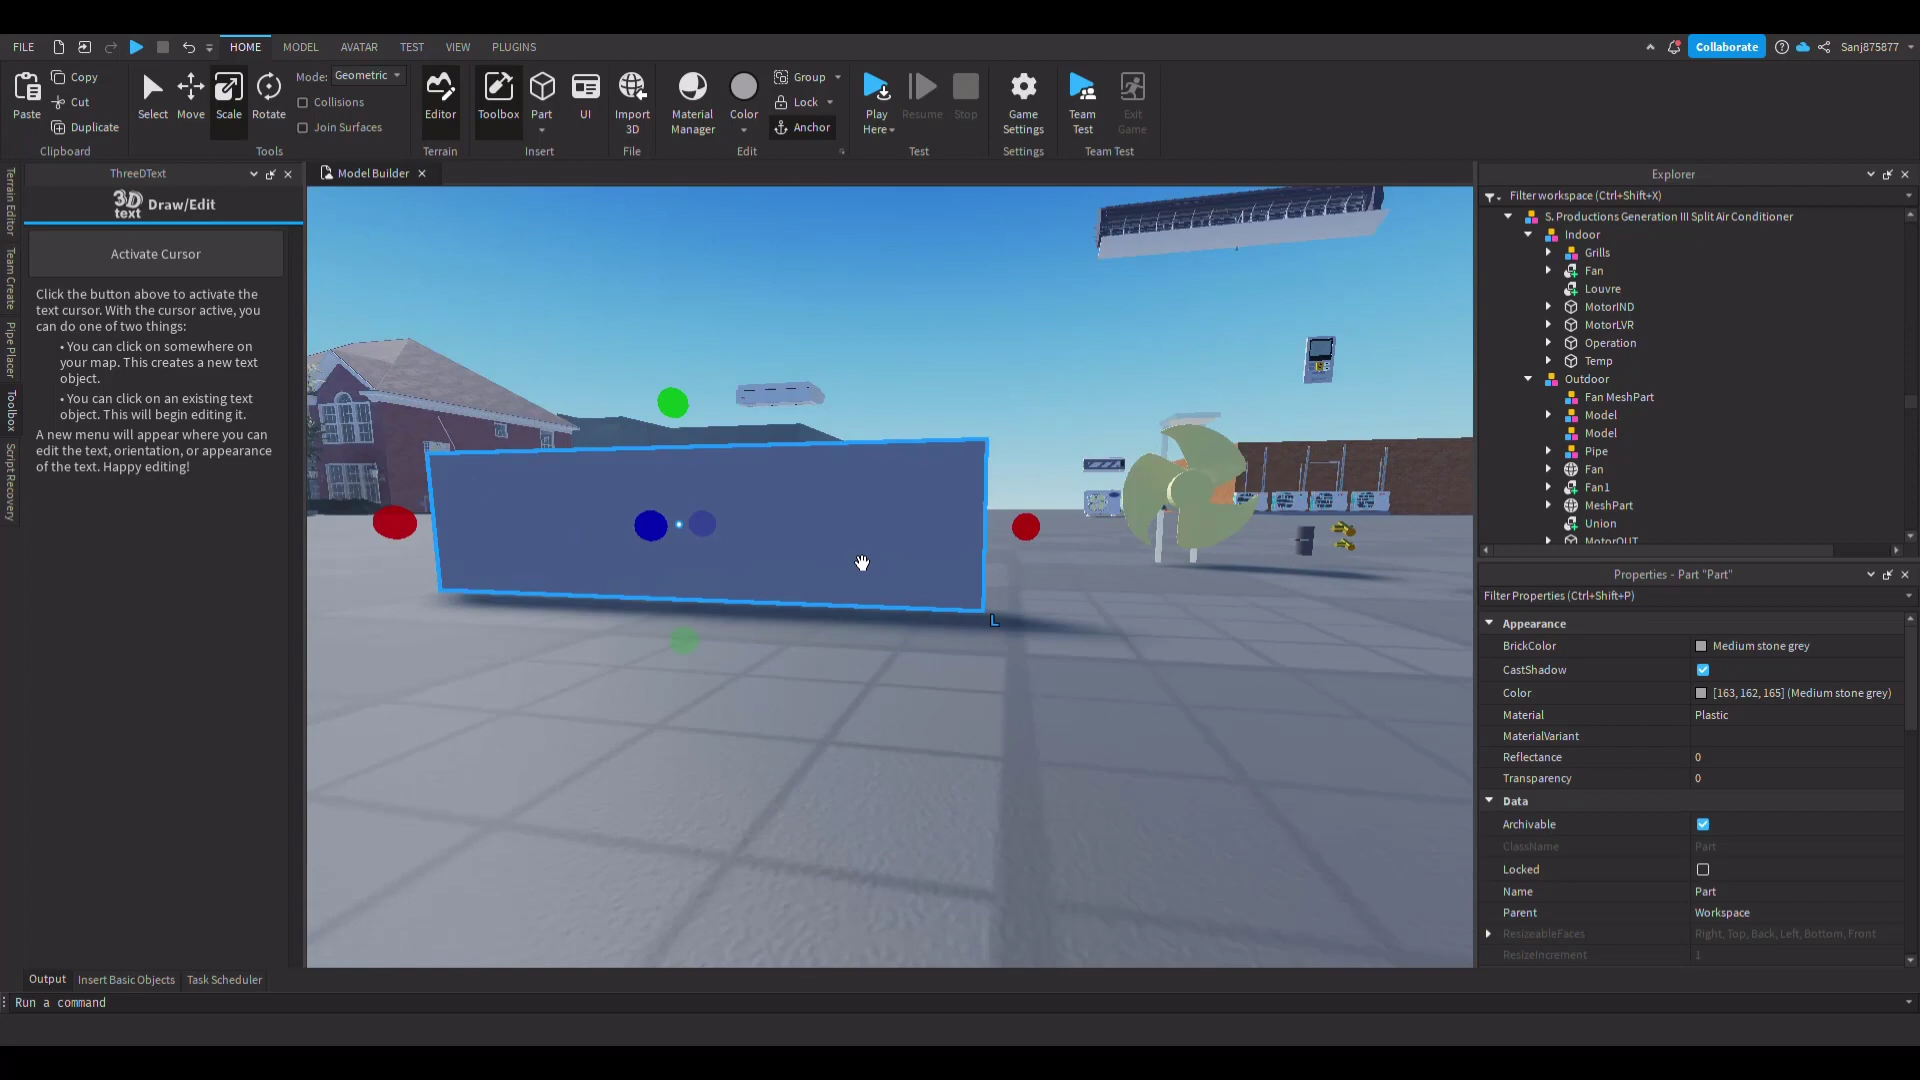 FILE
HOME
MODEL
AVATAR
TEST
VIEW
PLUGINS
Collaborate
Sanj875877
Paste
Copy
Cut
Duplicate
Clipboard
Select
Move
Scale
Rotate
Mode: Geometric
Collisions
Join Surfaces
Tools
Editor
Terrain
Toolbox
Part
UI
Insert
Import
3D
File
Material
Manager
Color
Group
Lock
Anchor
Edit
Play
Here
Resume
Stop
Test
Game
Settings
Settings
Team
Test
Exit
Game
Team Test
Terrain Editor
Team Create
Pipe Placer
Toolbox
Script Recovery
ThreeDText
3D
text
Draw/Edit
Activate Cursor
Click the button above to activate the
text cursor. With the cursor active, you
can do one of two things:
• You can click on somewhere on
your map. This creates a new text
object.
• You can click on an existing text
object. This will begin editing it.
A new menu will appear where you can
edit the text, orientation, or appearance
of the text. Happy editing!
Model Builder
L
Explorer
Filter workspace (Ctrl+Shift+X)
S. Productions Generation III Split Air Conditioner
Indoor
Grills
Fan
Louvre
MotorIND
MotorLVR
Operation
Temp
Outdoor
Fan MeshPart
Model
Model
Pipe
Fan
Fan1
MeshPart
Union
MotorOUT
Properties - Part "Part"
Filter Properties (Ctrl+Shift+P)
Appearance
BrickColor Medium stone grey
CastShadow
Color [163, 162, 165] (Medium stone grey)
Material Plastic
MaterialVariant
Reflectance 0
Transparency 0
Data
Archivable
ClassName Part
Locked
Name Part
Parent Workspace
ResizeableFaces Right, Top, Back, Left, Bottom, Front
ResizeIncrement 1
Output
Insert Basic Objects
Task Scheduler
Run a command